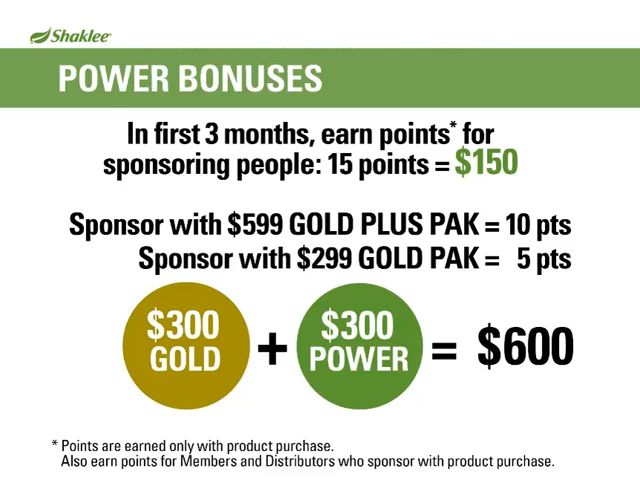 Shaklee
POWER BONUSES
In first 3 months, earn points* for
sponsoring people: 15 points = $150
Sponsor with $599 GOLD PLUS PAK = 10 pts
Sponsor with $299 GOLD PAK = 5 pts
$300 GOLD + $300 POWER = $600
* Points are earned only with product purchase.
Also earn points for Members and Distributors who sponsor with product purchase.